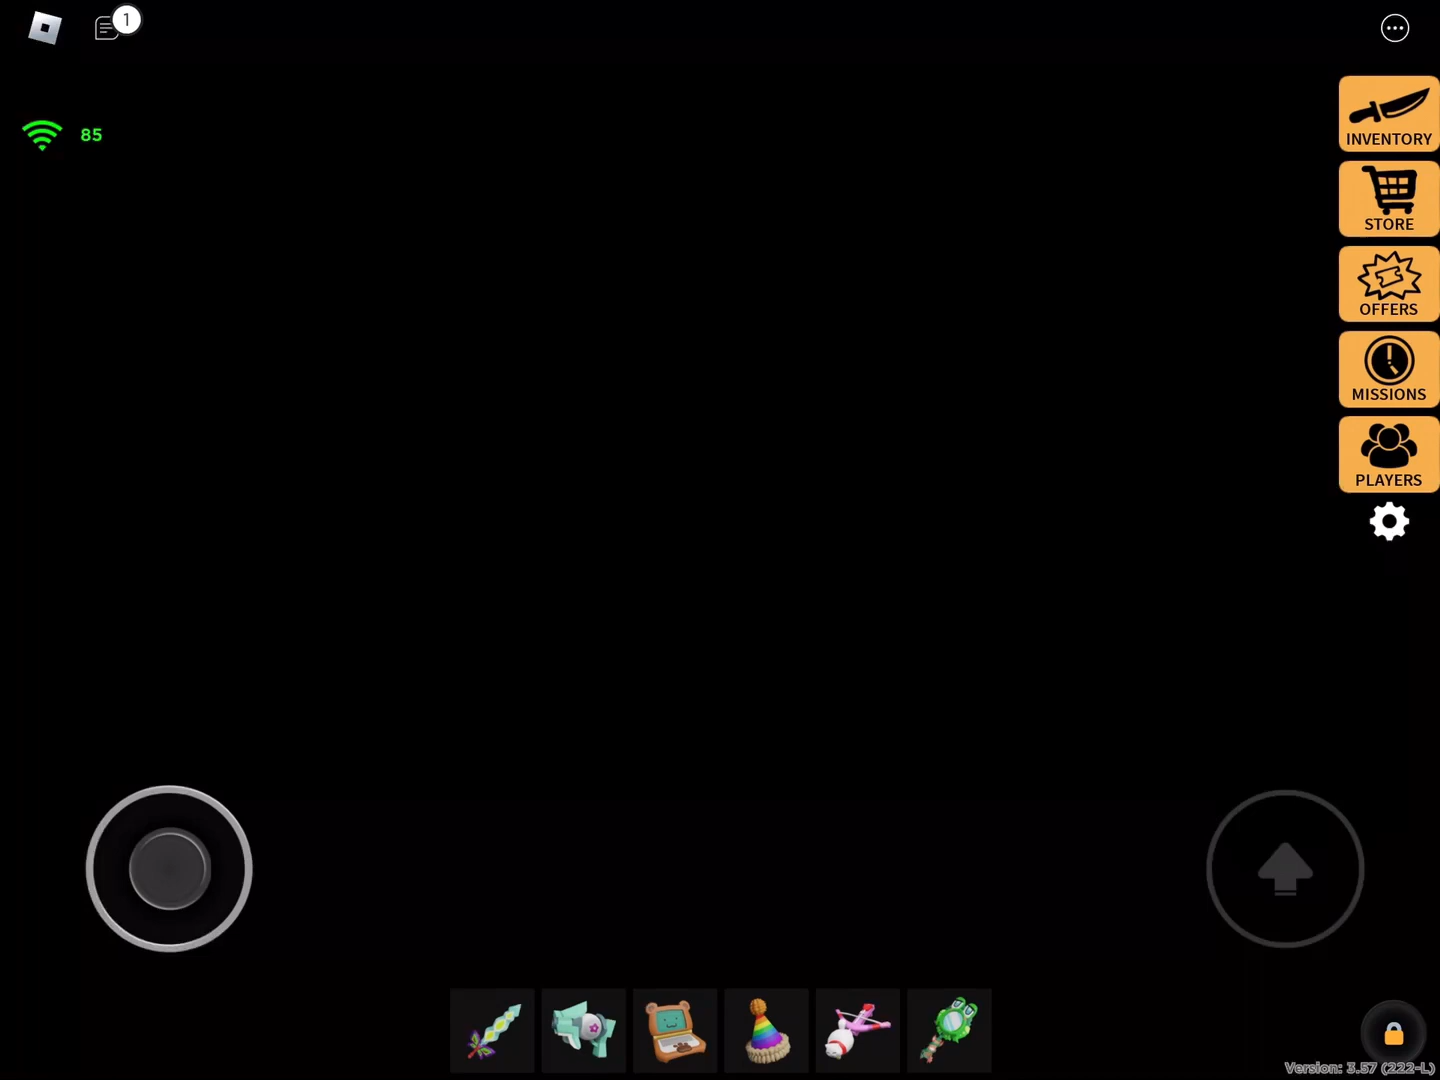 1
85
INVENTORY
STORE
OFFERS
MISSIONS
PLAYERS
Version: 3.57 (222-L)